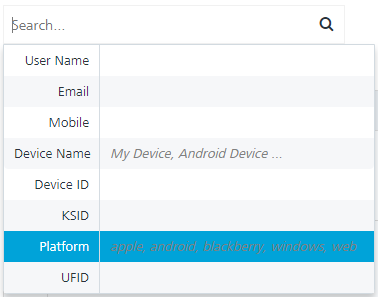 Search...
User Name
Email
Mobile
Device Name My Device, Android Device ...
Device ID
KSID
Platform apple, android, blackberry, windows, web
UFID